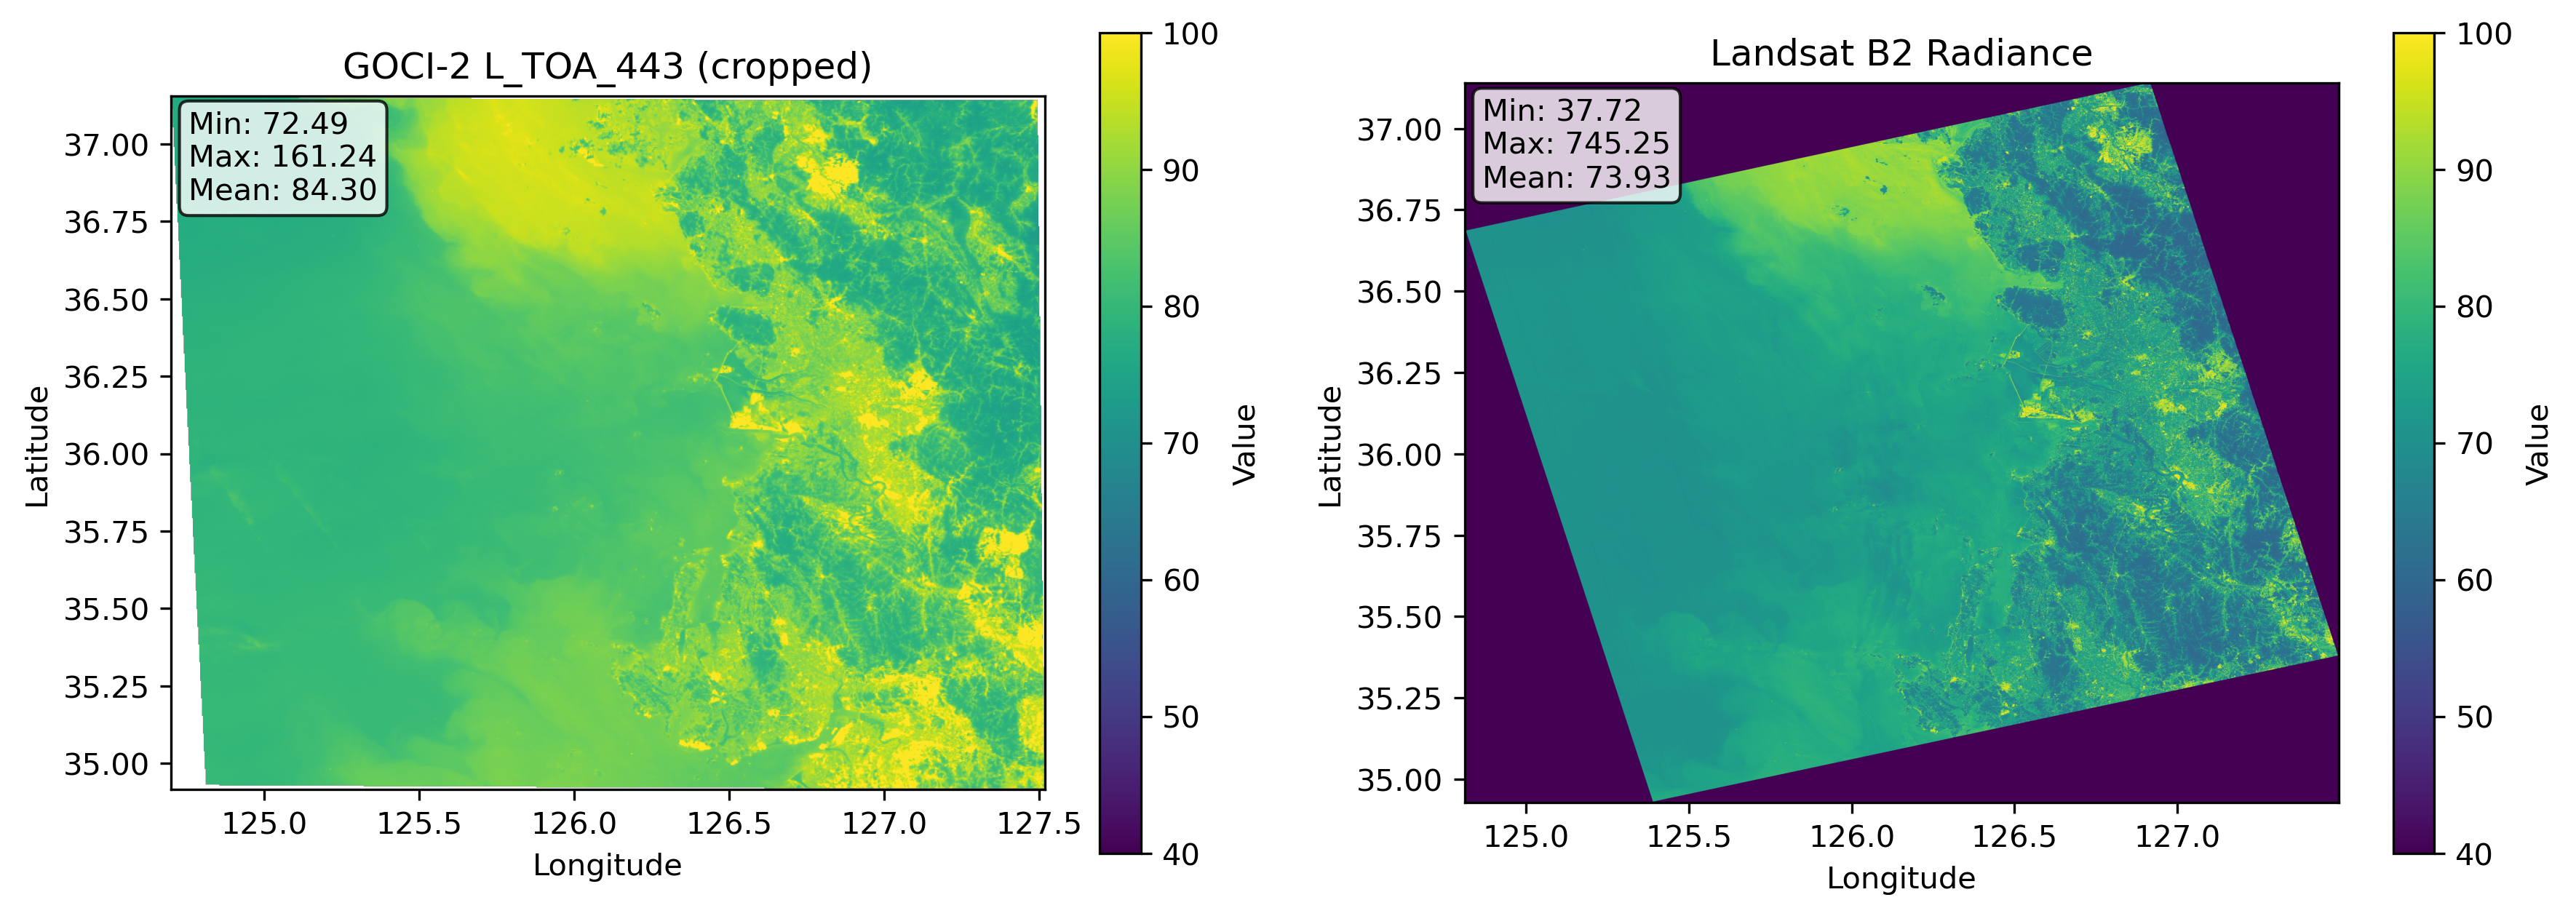 GOCI-2 L_TOA_443 (cropped)
Min: 72.49
Max: 161.24
Mean: 84.30
37.00
36.75
36.50
36.25
36.00
35.75
35.50
35.25
35.00
Latitude
125.0 125.5 126.0 126.5 127.0 127.5
Longitude
100
90
80
70
60
50
40
Value
Landsat B2 Radiance
Min: 37.72
Max: 745.25
Mean: 73.93
37.00
36.75
36.50
36.25
36.00
35.75
35.50
35.25
35.00
Latitude
125.0 125.5 126.0 126.5 127.0
Longitude
100
90
80
70
60
50
40
Value